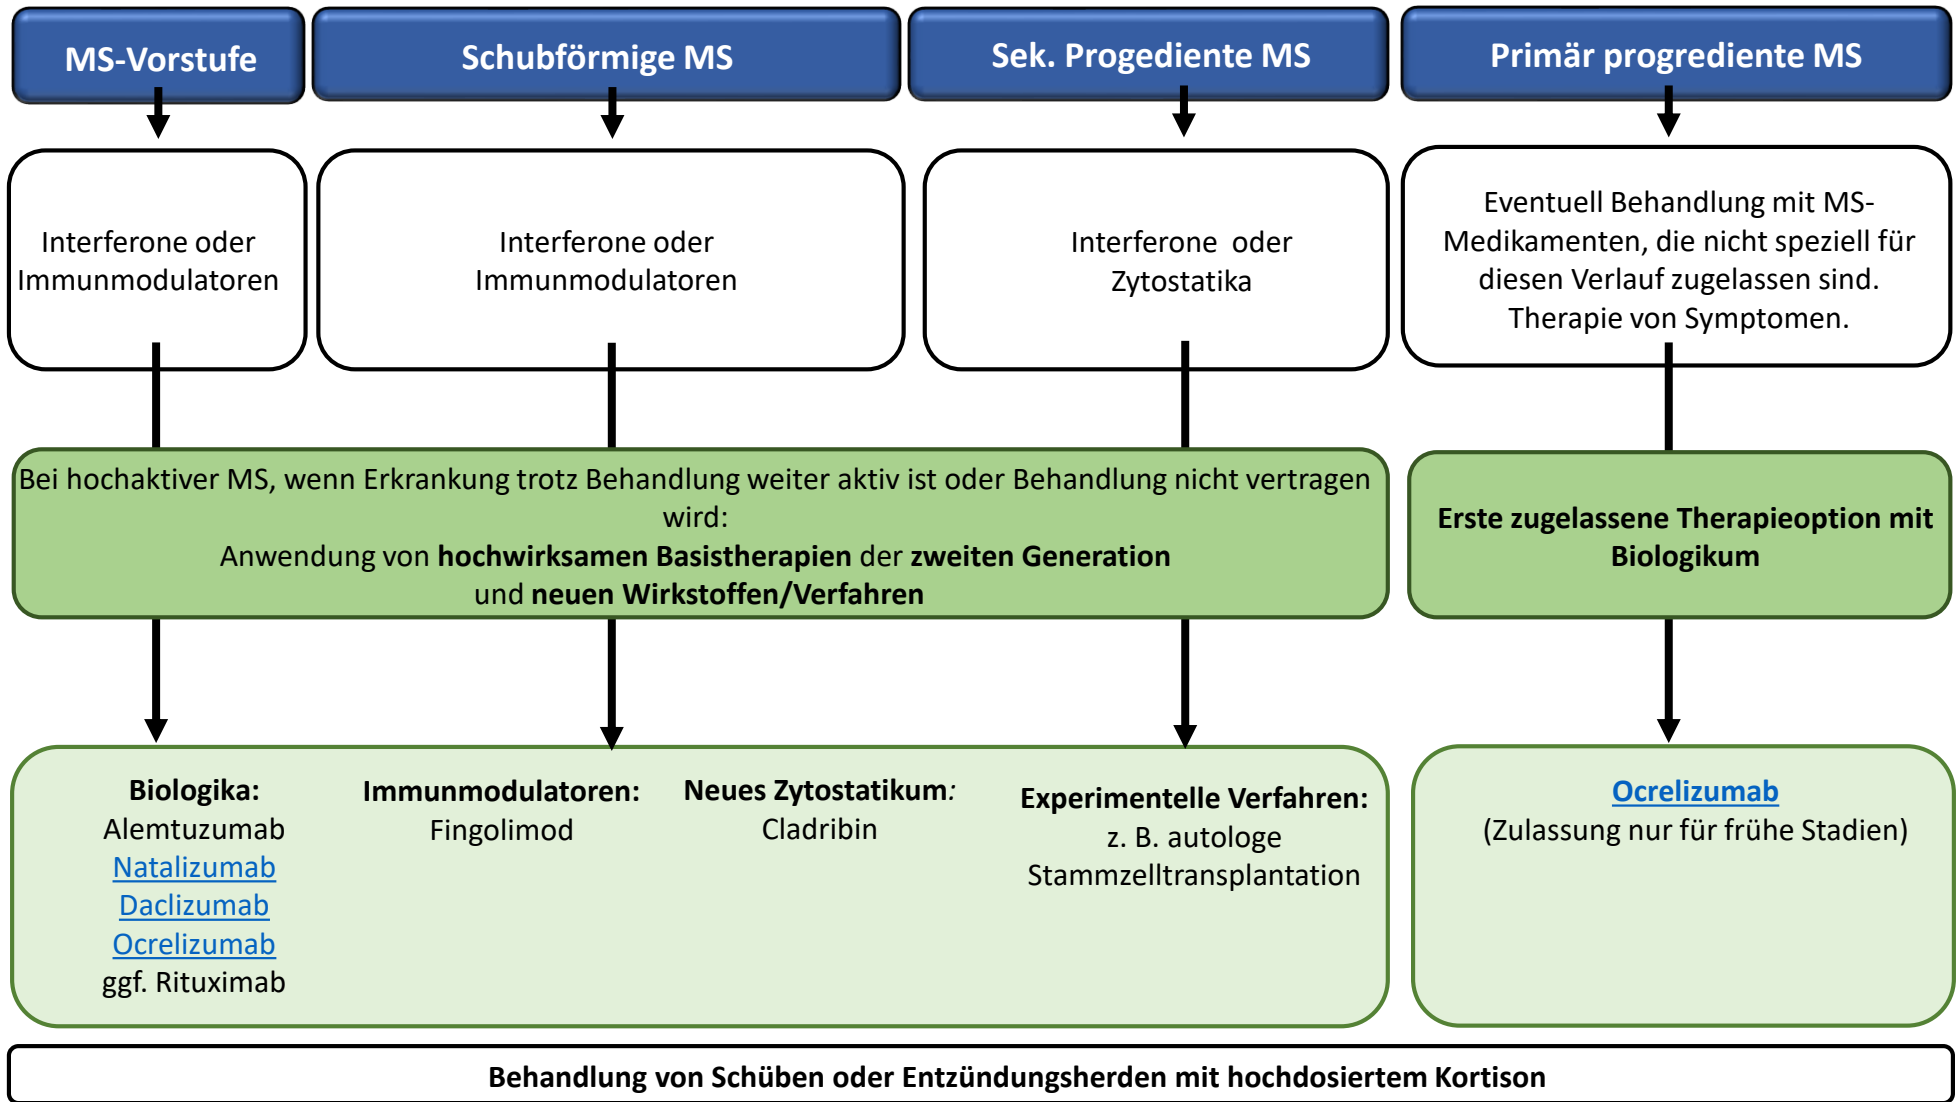 MS-Vorstufe
Schubförmige MS
Sek. Progediente MS
Primär progrediente MS
Interferone oder
Immunmodulatoren
Interferone oder
Immunmodulatoren
Interferone oder
Zytostatika
Eventuell Behandlung mit MS-
Medikamenten, die nicht speziell für
diesen Verlauf zugelassen sind.
Therapie von Symptomen.
Bei hochaktiver MS, wenn Erkrankung trotz Behandlung weiter aktiv ist oder Behandlung nicht vertragen
wird:
Anwendung von hochwirksamen Basistherapien der zweiten Generation
und neuen Wirkstoffen/Verfahren
Erste zugelassene Therapieoption mit
Biologikum
Biologika:
Alemtuzumab
Natalizumab
Daclizumab
Ocrelizumab
ggf. Rituximab
Immunmodulatoren:
Fingolimod
Neues Zytostatikum:
Cladribin
Experimentelle Verfahren:
z. B. autologe
Stammzelltransplantation
Ocrelizumab
(Zulassung nur für frühe Stadien)
Behandlung von Schüben oder Entzündungsherden mit hochdosiertem Kortison